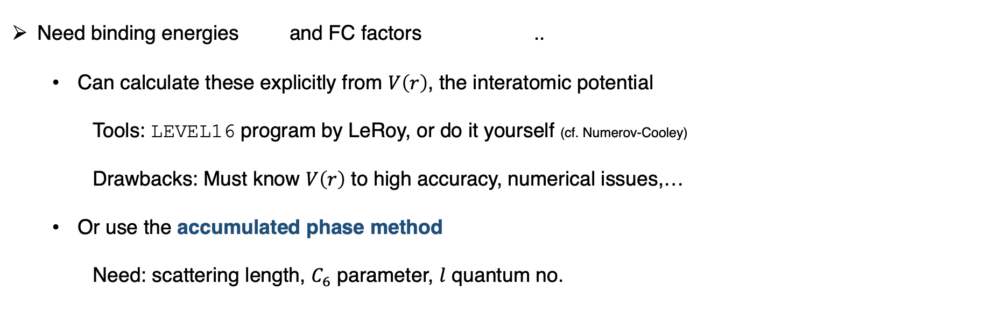 ➢ Need binding energies and FC factors ..
• Can calculate these explicitly from V(r), the interatomic potential
Tools: LEVEL16 program by LeRoy, or do it yourself (cf. Numerov-Cooley)
Drawbacks: Must know V(r) to high accuracy, numerical issues,…
• Or use the accumulated phase method
Need: scattering length, C₆ parameter, l quantum no.